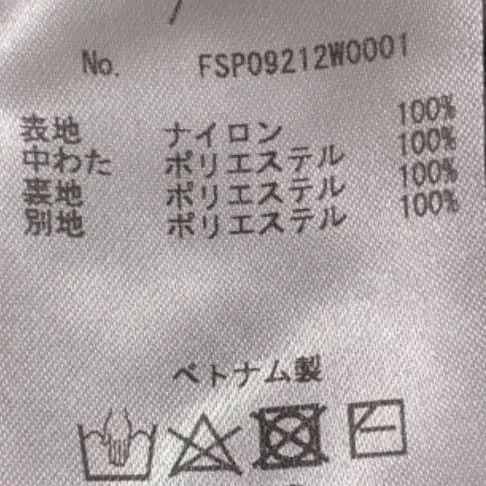 No. FSP09212W0001
表地 ナイロン 100%
中わた ポリエステル 100%
裏地 ポリエステル 100%
別地 ポリエステル 100%
ベトナム製